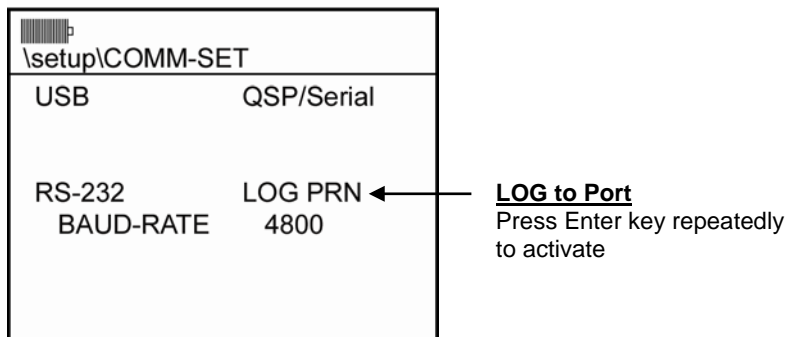 \setup\COMM-SET
USB QSP/Serial
RS-232 LOG PRN
BAUD-RATE 4800
LOG to Port
Press Enter key repeatedly
to activate